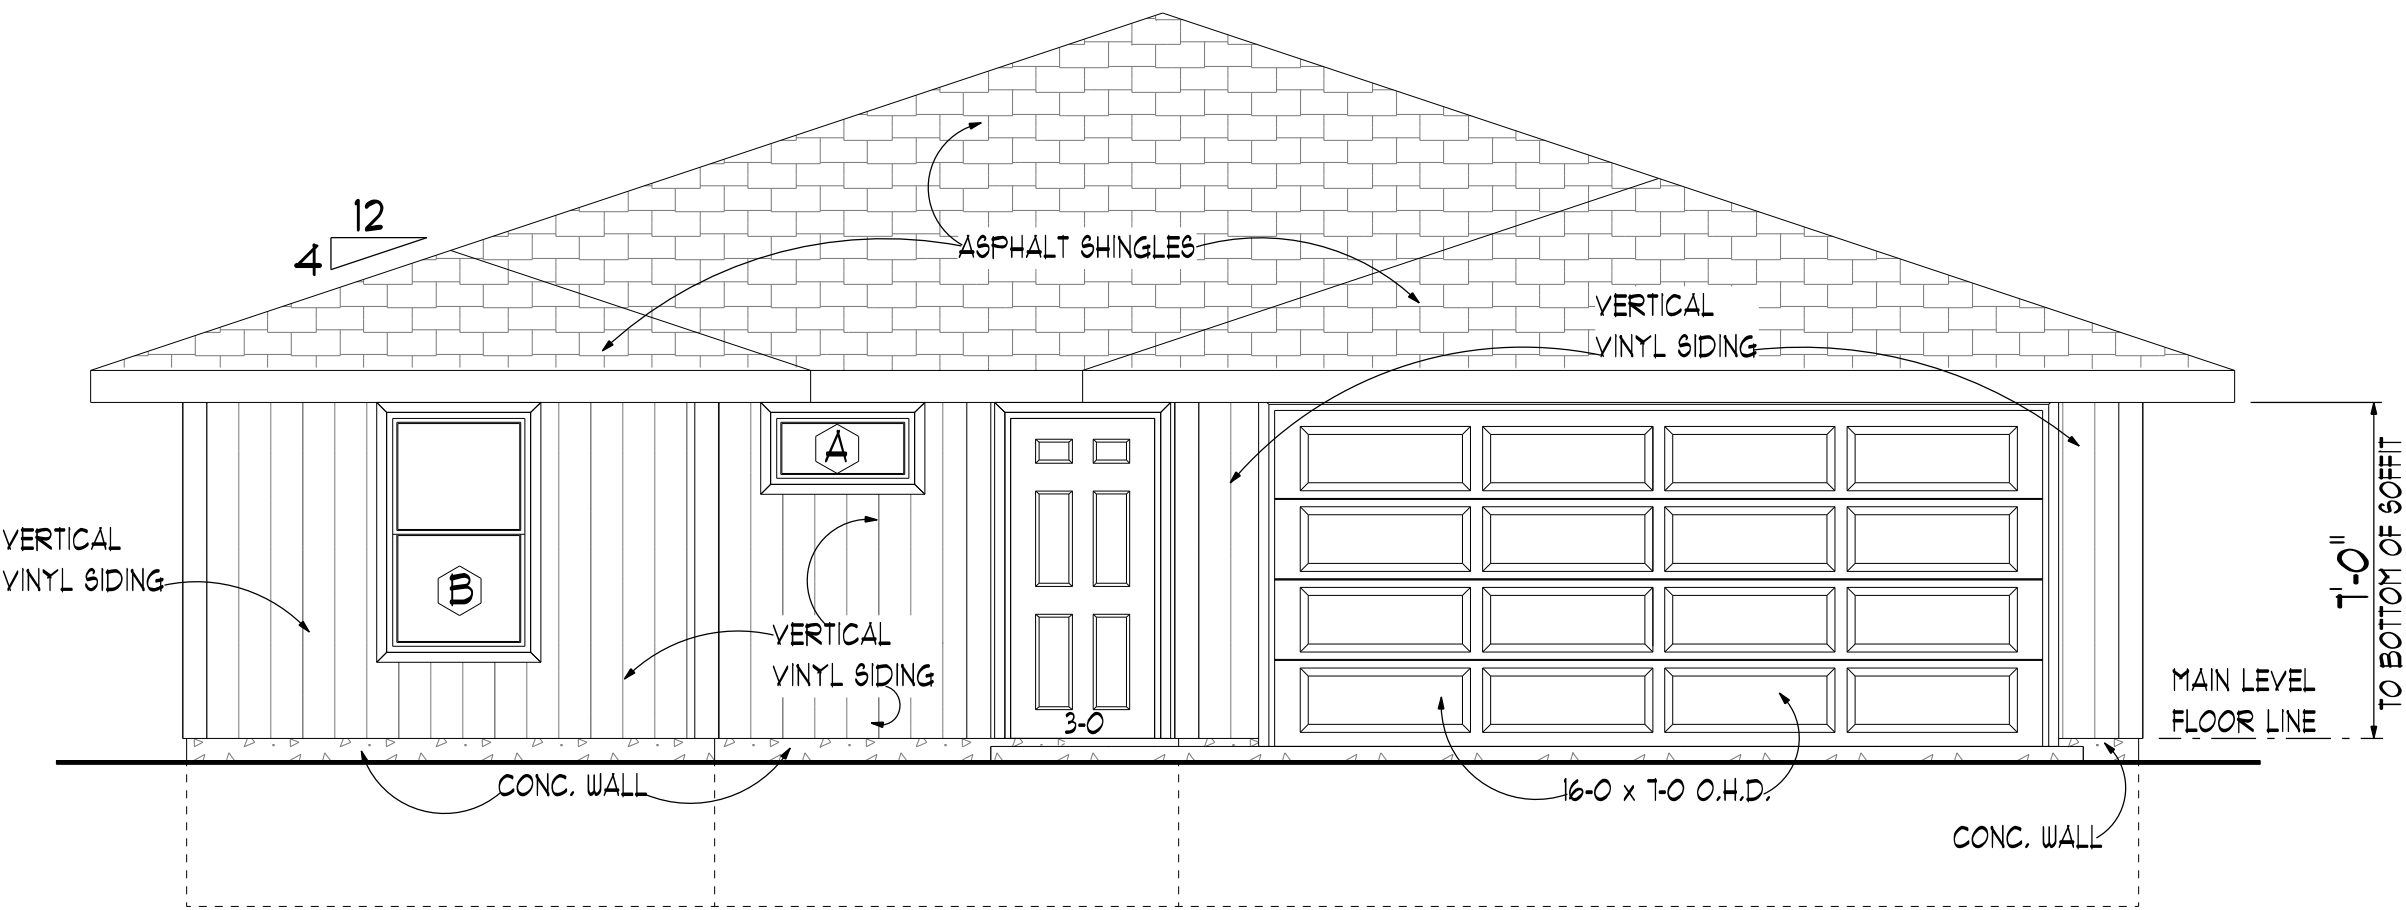 12
4
ASPHALT SHINGLES
VERTICAL
VINYL SIDING
A
B
VERTICAL
VINYL SIDING
VERTICAL
VINYL SIDING
3-0
7'-0"
TO BOTTOM OF SOFFIT
MAIN LEVEL
FLOOR LINE
CONC. WALL
16-0 x 7-0 O.H.D.
CONC. WALL